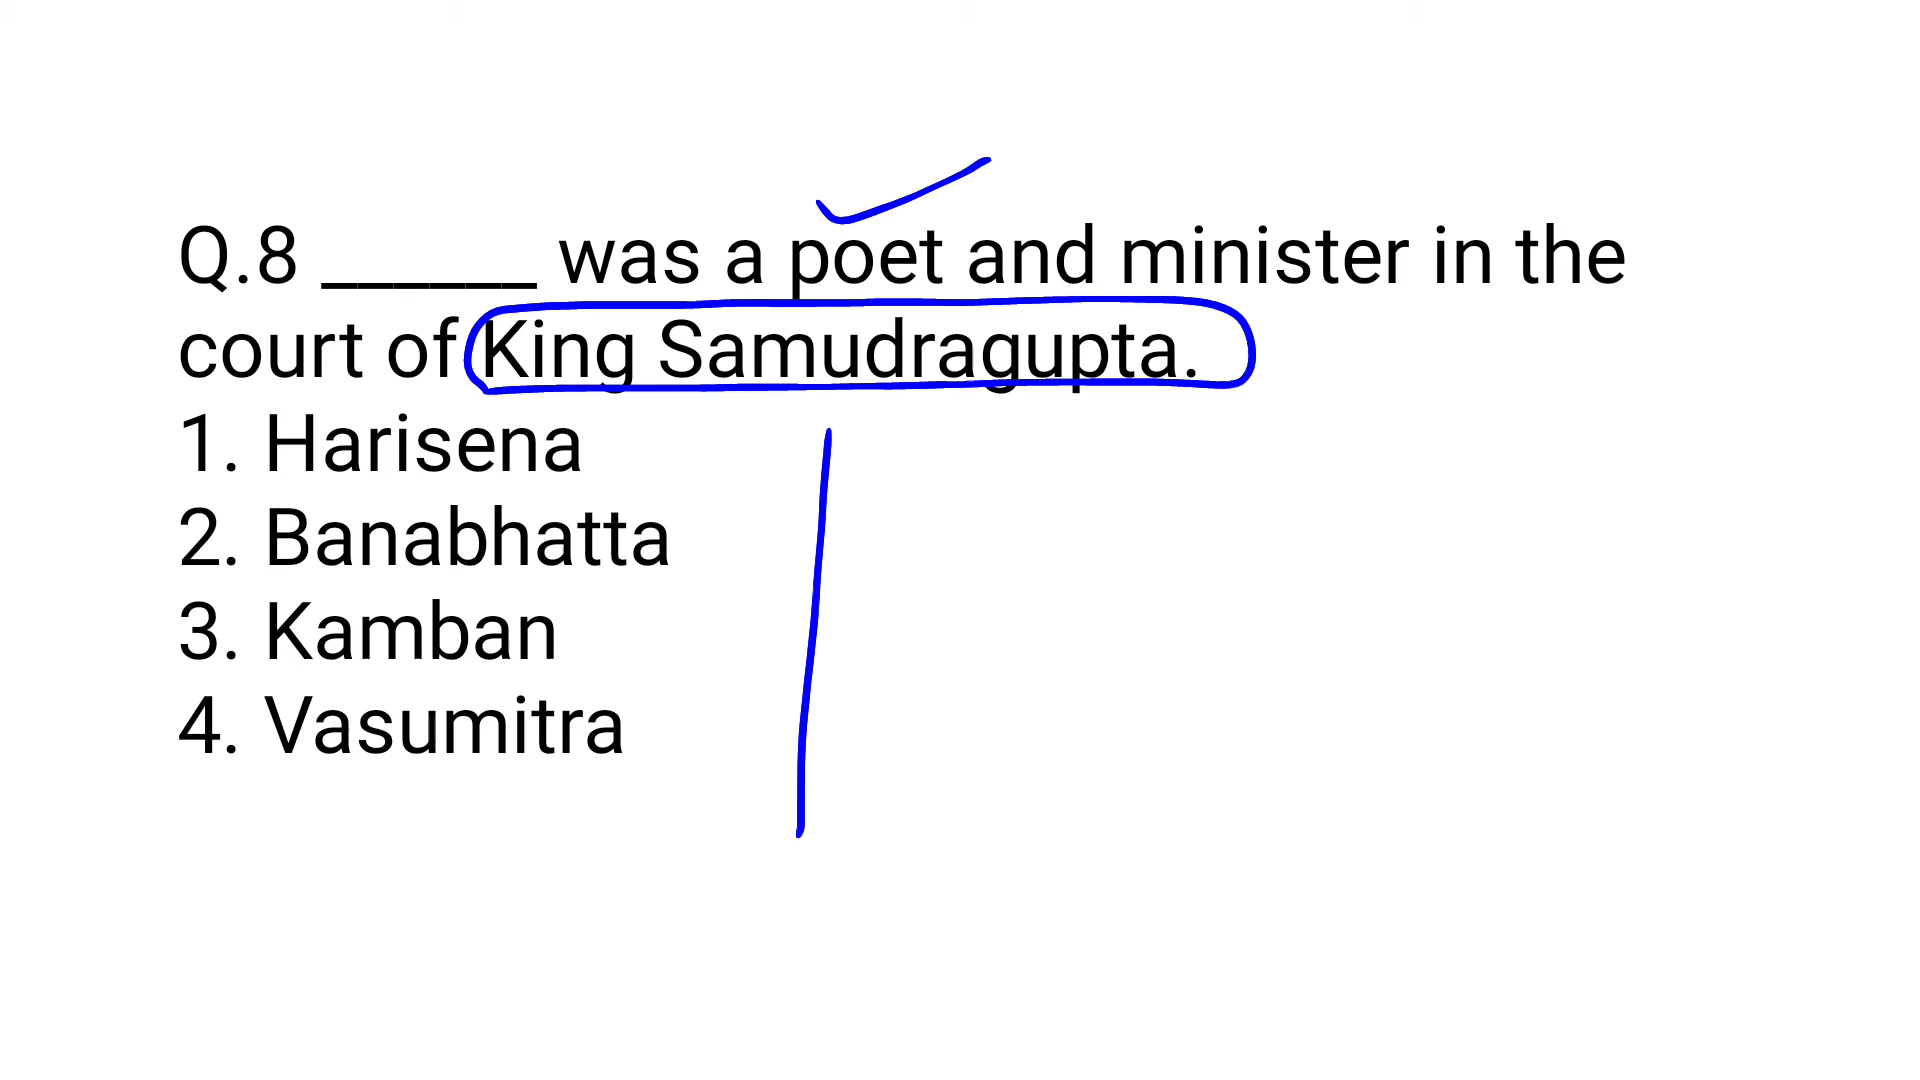 Q.8 ______ was a poet and minister in the
court of King Samudragupta.
1. Harisena
2. Banabhatta
3. Kamban
4. Vasumitra